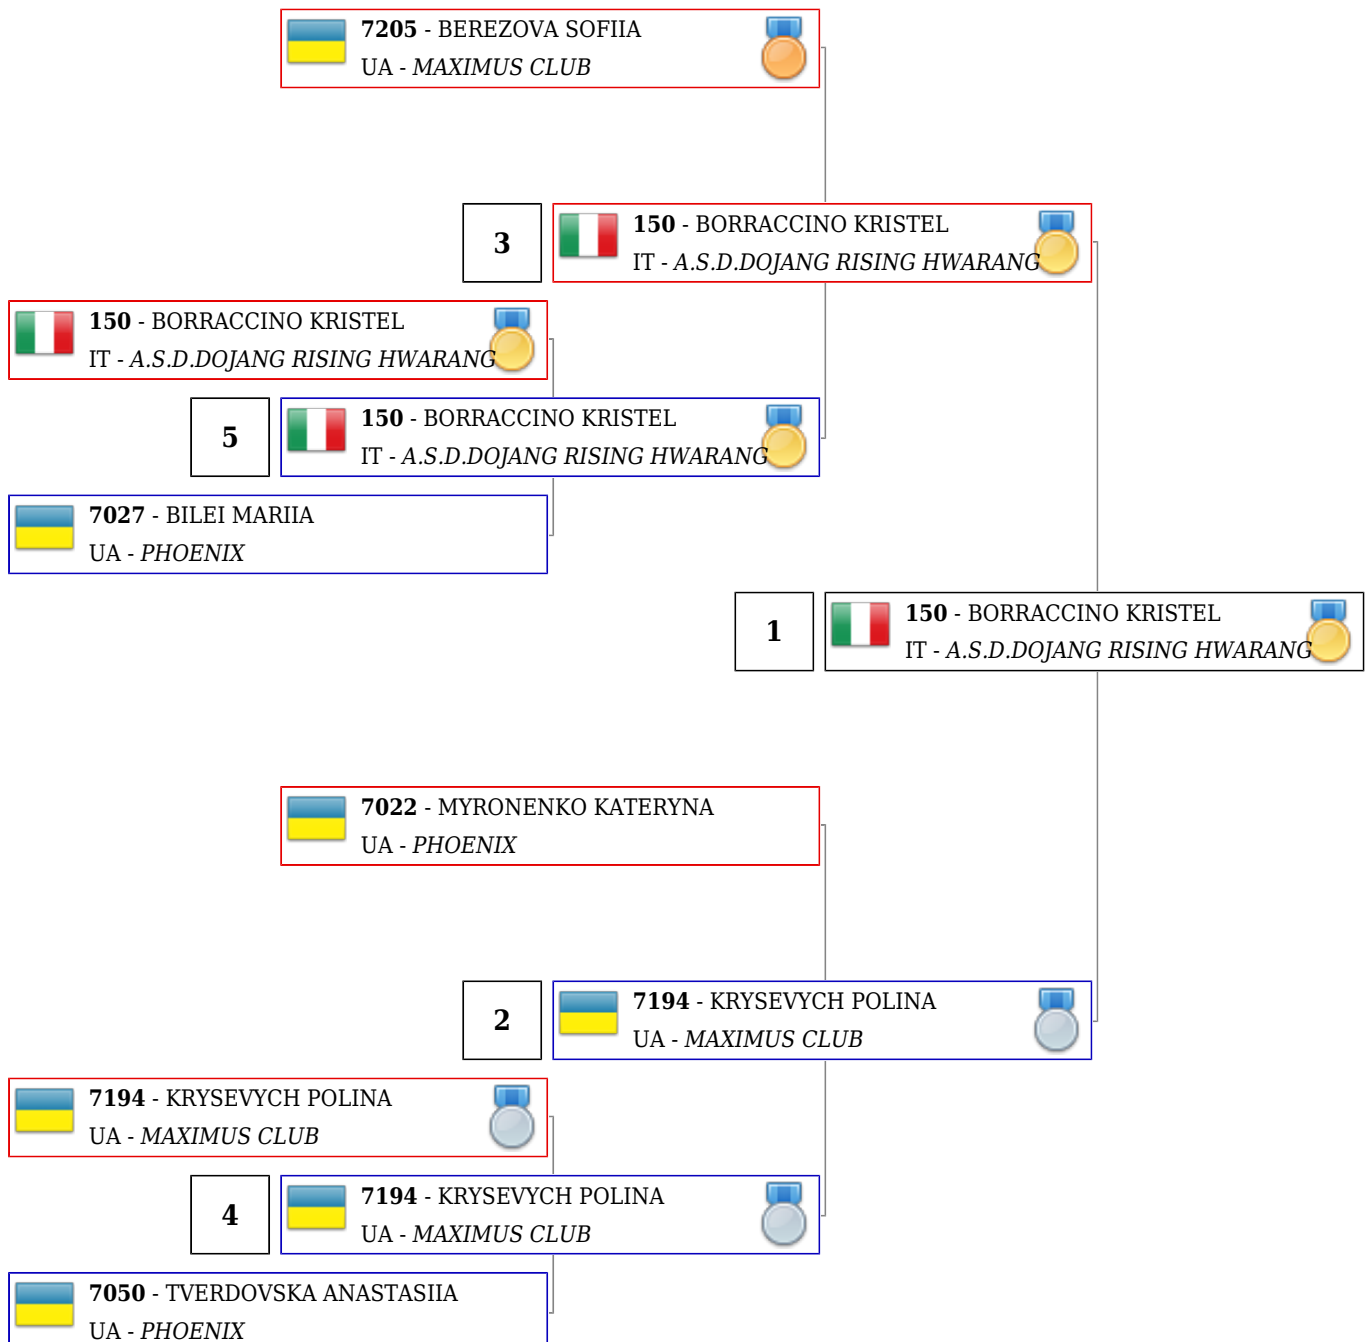 7205 - BEREZOVA SOFIIA
UA - MAXIMUS CLUB
3
150 - BORRACCINO KRISTEL
IT - A.S.D.DOJANG RISING HWARANG
150 - BORRACCINO KRISTEL
IT - A.S.D.DOJANG RISING HWARANG
5
150 - BORRACCINO KRISTEL
IT - A.S.D.DOJANG RISING HWARANG
7027 - BILEI MARIIA
UA - PHOENIX
1
150 - BORRACCINO KRISTEL
IT - A.S.D.DOJANG RISING HWARANG
7022 - MYRONENKO KATERYNA
UA - PHOENIX
2
7194 - KRYSEVYCH POLINA
UA - MAXIMUS CLUB
7194 - KRYSEVYCH POLINA
UA - MAXIMUS CLUB
4
7194 - KRYSEVYCH POLINA
UA - MAXIMUS CLUB
7050 - TVERDOVSKA ANASTASIIA
UA - PHOENIX